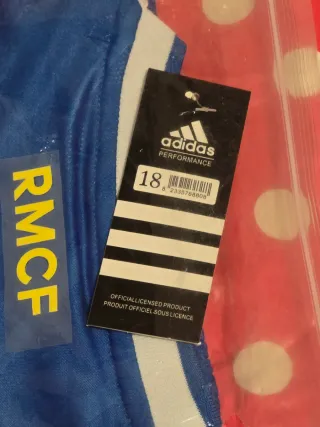 adidas
PERFORMANCE
18
OFFICIAL LICENSED PRODUCT
PRODUIT OFFICIEL SOUS LICENCE
RMCF